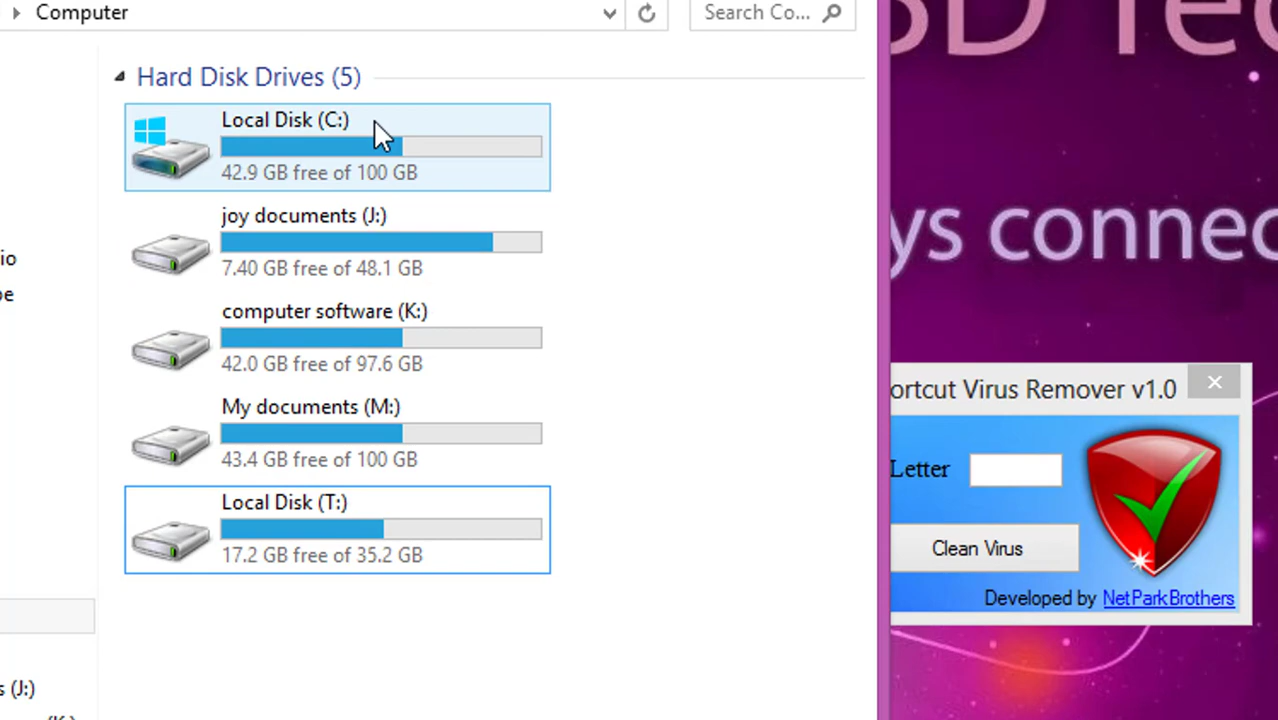 Computer
Search Co...
3D Tec
Hard Disk Drives (5)
Local Disk (C:)
42.9 GB free of 100 GB
joy documents (J:)
7.40 GB free of 48.1 GB
ys connec
io
pe
computer software (K:)
42.0 GB free of 97.6 GB
My documents (M:)
43.4 GB free of 100 GB
ortcut Virus Remover v1.0
Letter
Local Disk (T:)
17.2 GB free of 35.2 GB
Clean Virus
Developed by NetParkBrothers
s (J:)